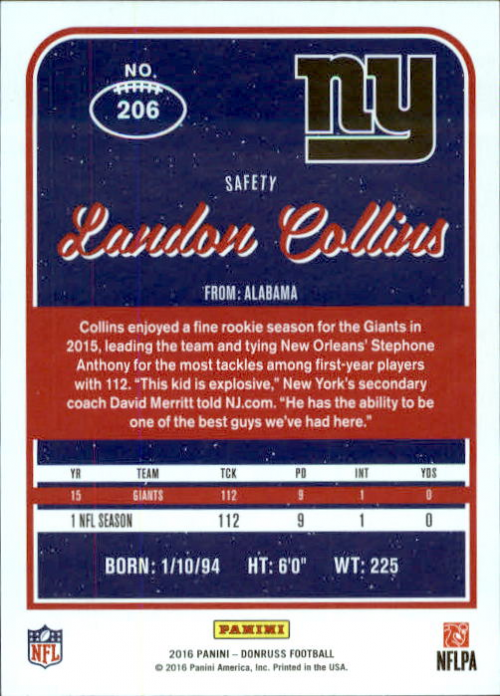 NO.
206
ny
SAFETY
Landon Collins
FROM: ALABAMA
Collins enjoyed a fine rookie season for the Giants in
2015, leading the team and tying New Orleans' Stephone
Anthony for the most tackles among first-year players
with 112. "This kid is explosive," New York's secondary
coach David Merritt told NJ.com. "He has the ability to be
one of the best guys we've had here."
YR TEAM TCK PD INT YDS
15 GIANTS 112 9 1 0
1 NFL SEASON 112 9 1 0
BORN: 1/10/94 HT: 6'0" WT: 225
PANINI
2016 PANINI – DONRUSS FOOTBALL
© 2016 Panini America, Inc. Printed in the USA.
NFL
NFLPA